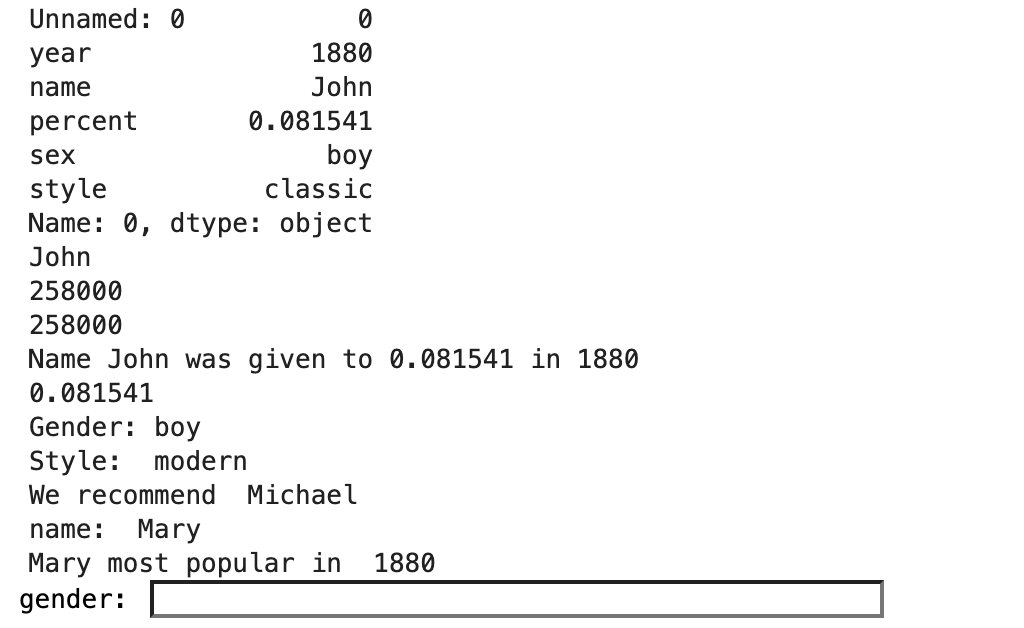 Unnamed: 0           0
year              1880
name              John
percent       0.081541
sex                boy
style          classic
Name: 0, dtype: object
John
258000
258000
Name John was given to 0.081541 in 1880
0.081541
Gender: boy
Style:  modern
We recommend  Michael
name:  Mary
Mary most popular in  1880
gender: